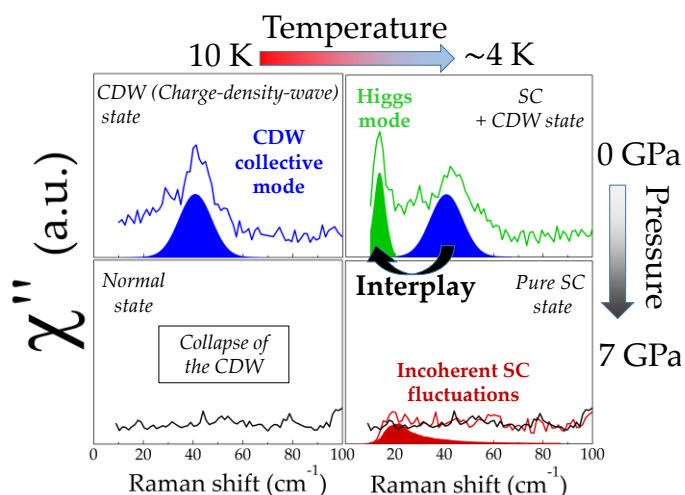 Temperature
10 K
~4 K
CDW (Charge-density-wave)
state
CDW
collective
mode
Higgs
mode
SC
+ CDW state
0 GPa
Pressure
7 GPa
χ'' (a.u.)
Interplay
Normal
state
Collapse of
the CDW
Pure SC
state
Incoherent SC
fluctuations
0 20 40 60 80 100
20 40 60 80 100
Raman shift (cm⁻¹)
Raman shift (cm⁻¹)